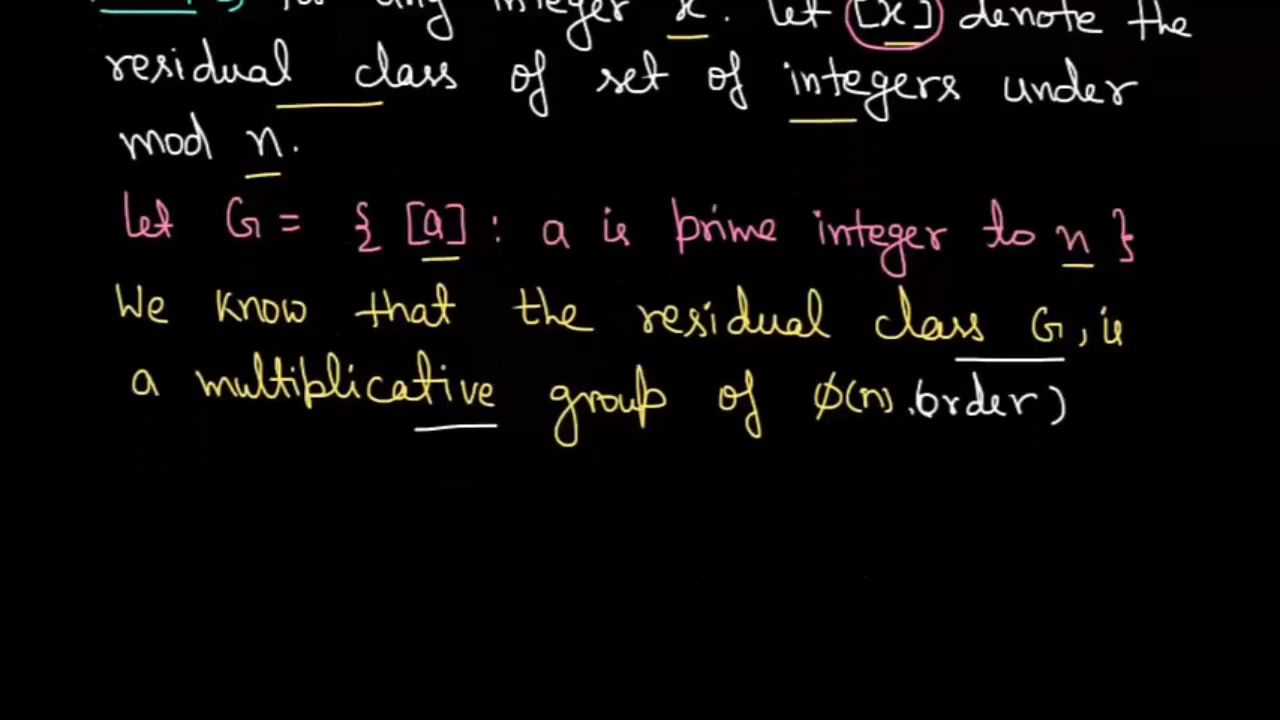 for any integer x. Let [x] denote the
residual class of set of integers under
mod n.
Let G = { [a] : a is prime integer to n }
We know that the residual class G, is
a multiplicative group of ϕ(n).order)